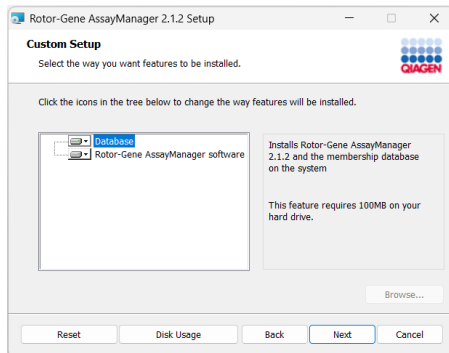 Rotor-Gene AssayManager 2.1.2 Setup
Custom Setup
Select the way you want features to be installed.
QIAGEN
Click the icons in the tree below to change the way features will be installed.
Database
Rotor-Gene AssayManager software
Installs Rotor-Gene AssayManager
2.1.2 and the membership database
on the system
This feature requires 100MB on your
hard drive.
Browse...
Reset
Disk Usage
Back
Next
Cancel